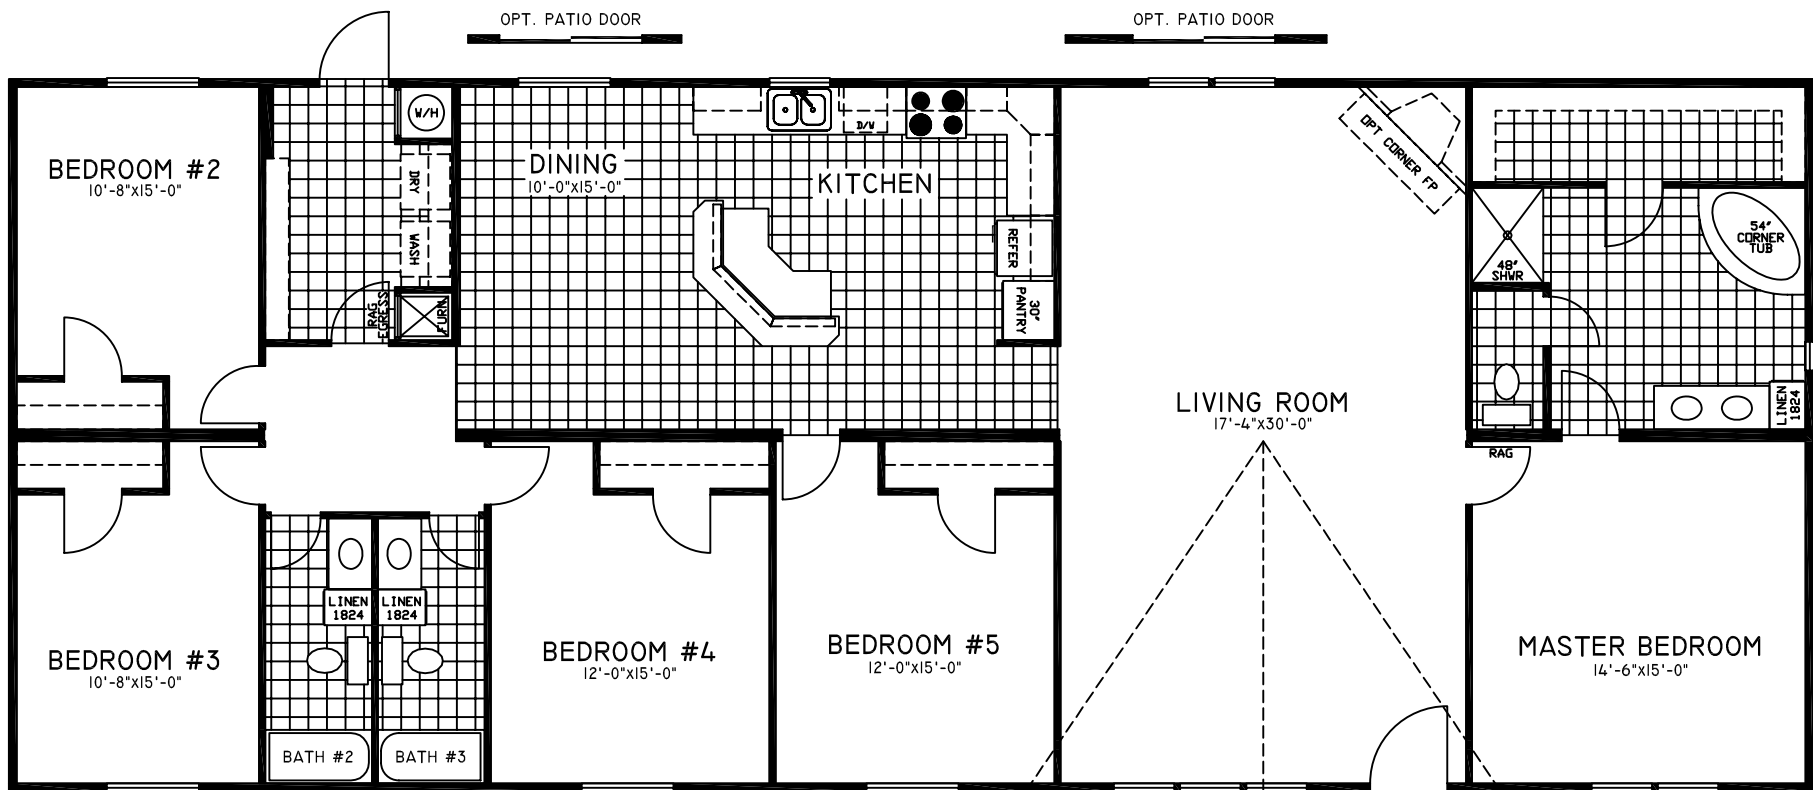 OPT. PATIO DOOR
OPT. PATIO DOOR
BEDROOM #2
10'-8"x15'-0"
W/H
DRY
WASH
RAG
EGRESS
FURN
DINING
10'-0"x15'-0"
D/W
KITCHEN
REFER
30"
PANTRY
OPT CORNER FP
LIVING ROOM
17'-4"x30'-0"
48"
SHWR
54"
CORNER
TUB
LINEN
1824
RAG
BEDROOM #3
10'-8"x15'-0"
LINEN
1824
LINEN
1824
BATH #2
BATH #3
BEDROOM #4
12'-0"x15'-0"
BEDROOM #5
12'-0"x15'-0"
MASTER BEDROOM
14'-6"x15'-0"